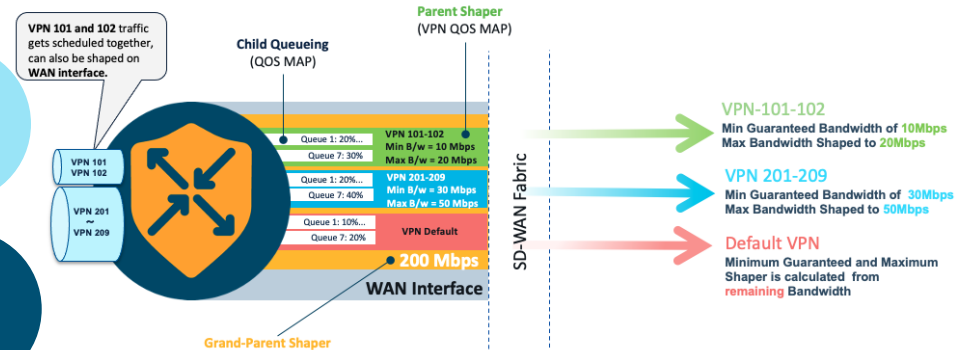 VPN 101 and 102 traffic
gets scheduled together,
can also be shaped on
WAN interface.
Child Queueing
(QOS MAP)
Parent Shaper
(VPN QOS MAP)
VPN 101
VPN 102
VPN 201
~
VPN 209
Queue 1: 20%...
Queue 7: 30%
VPN 101-102
Min B/w = 10 Mbps
Max B/w = 20 Mbps
Queue 1: 20%...
Queue 7: 40%
VPN 201-209
Min B/w = 30 Mbps
Max B/w = 50 Mbps
Queue 1: 10%...
Queue 7: 20%
VPN Default
200 Mbps
WAN Interface
Grand-Parent Shaper
SD-WAN Fabric
VPN-101-102
Min Guaranteed Bandwidth of 10Mbps
Max Bandwidth Shaped to 20Mbps
VPN 201-209
Min Guaranteed Bandwidth of 30Mbps
Max Bandwidth Shaped to 50Mbps
Default VPN
Minimum Guaranteed and Maximum
Shaper is calculated from
remaining Bandwidth